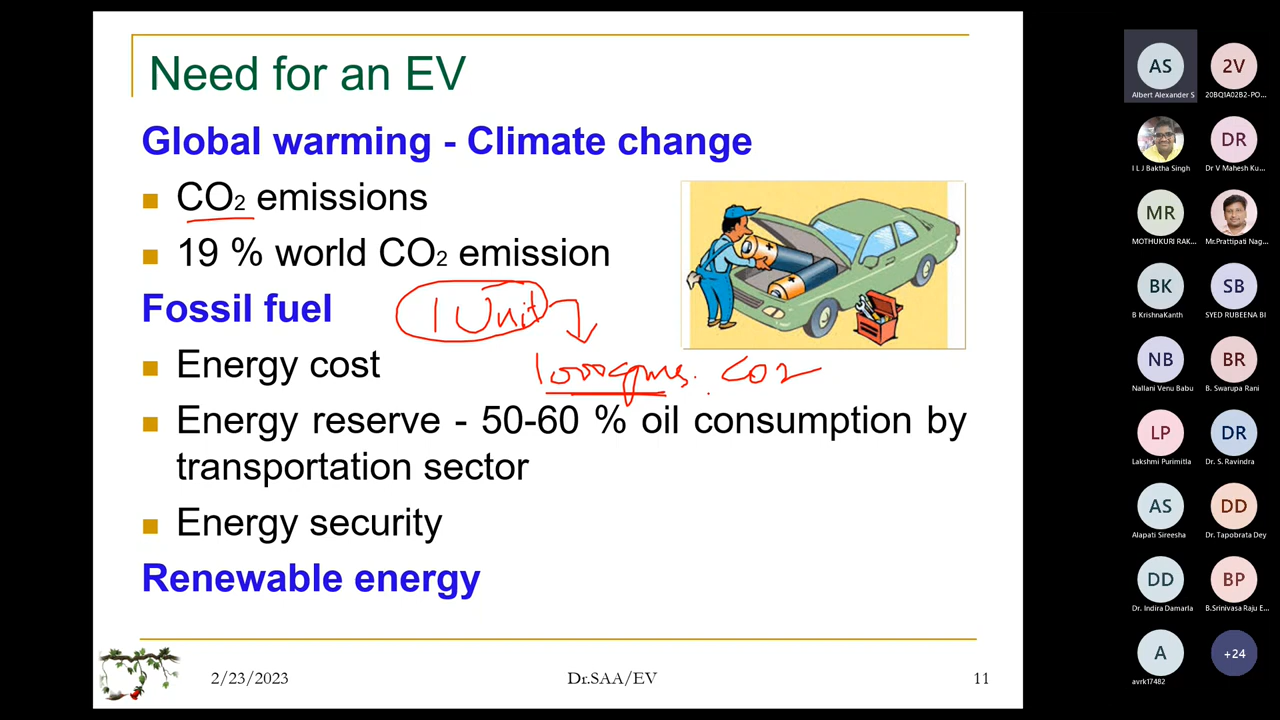 Need for an EV
Global warming - Climate change
CO2 emissions
19 % world CO2 emission
Fossil fuel
1 Unit
Energy cost
1000gms. CO2
Energy reserve - 50-60 % oil consumption by
transportation sector
Energy security
Renewable energy
2/23/2023
Dr.SAA/EV
11
AS
Albert Alexander S
2V
20BQ1A02B2-PO...
I L J Baktha Singh
DR
Dr V Mahesh Ku...
MR
MOTHUKURI RAK...
Mr.Prattipati Nag...
BK
B KrishnaKanth
SB
SYED RUBEENA BI
NB
Nallani Venu Babu
BR
B. Swarupa Rani
LP
Lakshmi Purimitla
DR
Dr. S. Ravindra
AS
Alapati Sireesha
DD
Dr. Tapobrata Dey
DD
Dr. Indira Damarla
BP
B.Srinivasa Raju E...
A
avrk17482
+24